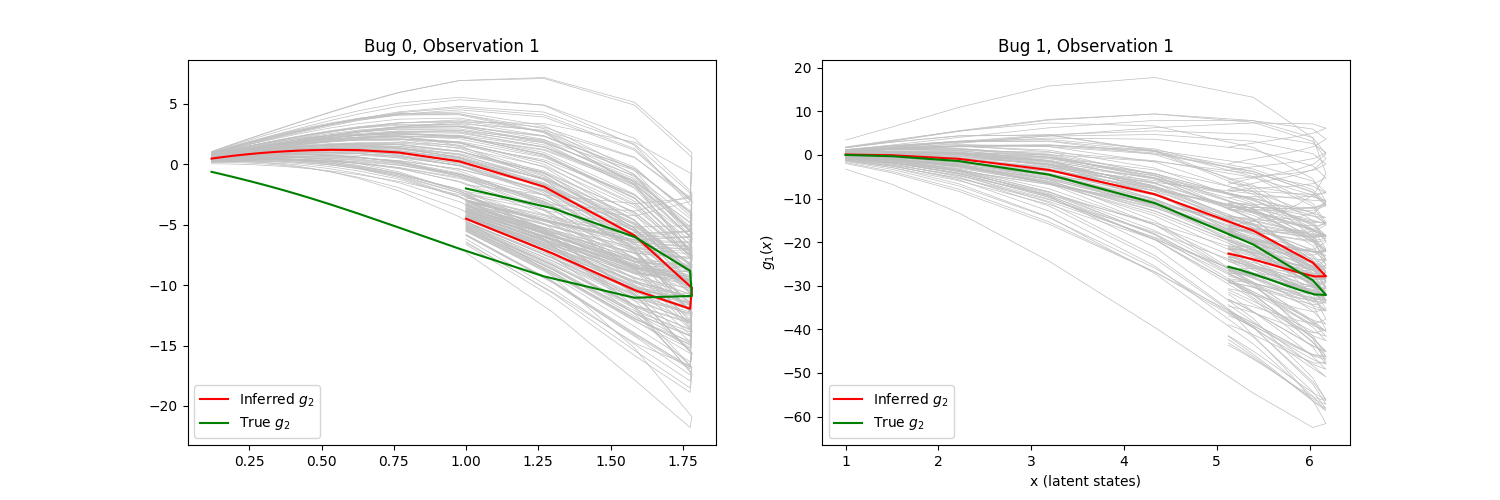 Bug 0, Observation 1
5
0
−5
−10
−15
−20
0.25 0.50 0.75 1.00 1.25 1.50 1.75
Inferred g₂
True g₂
Bug 1, Observation 1
20
10
0
−10
−20
−30
−40
−50
−60
g₁(x)
1 2 3 4 5 6
x (latent states)
Inferred g₂
True g₂